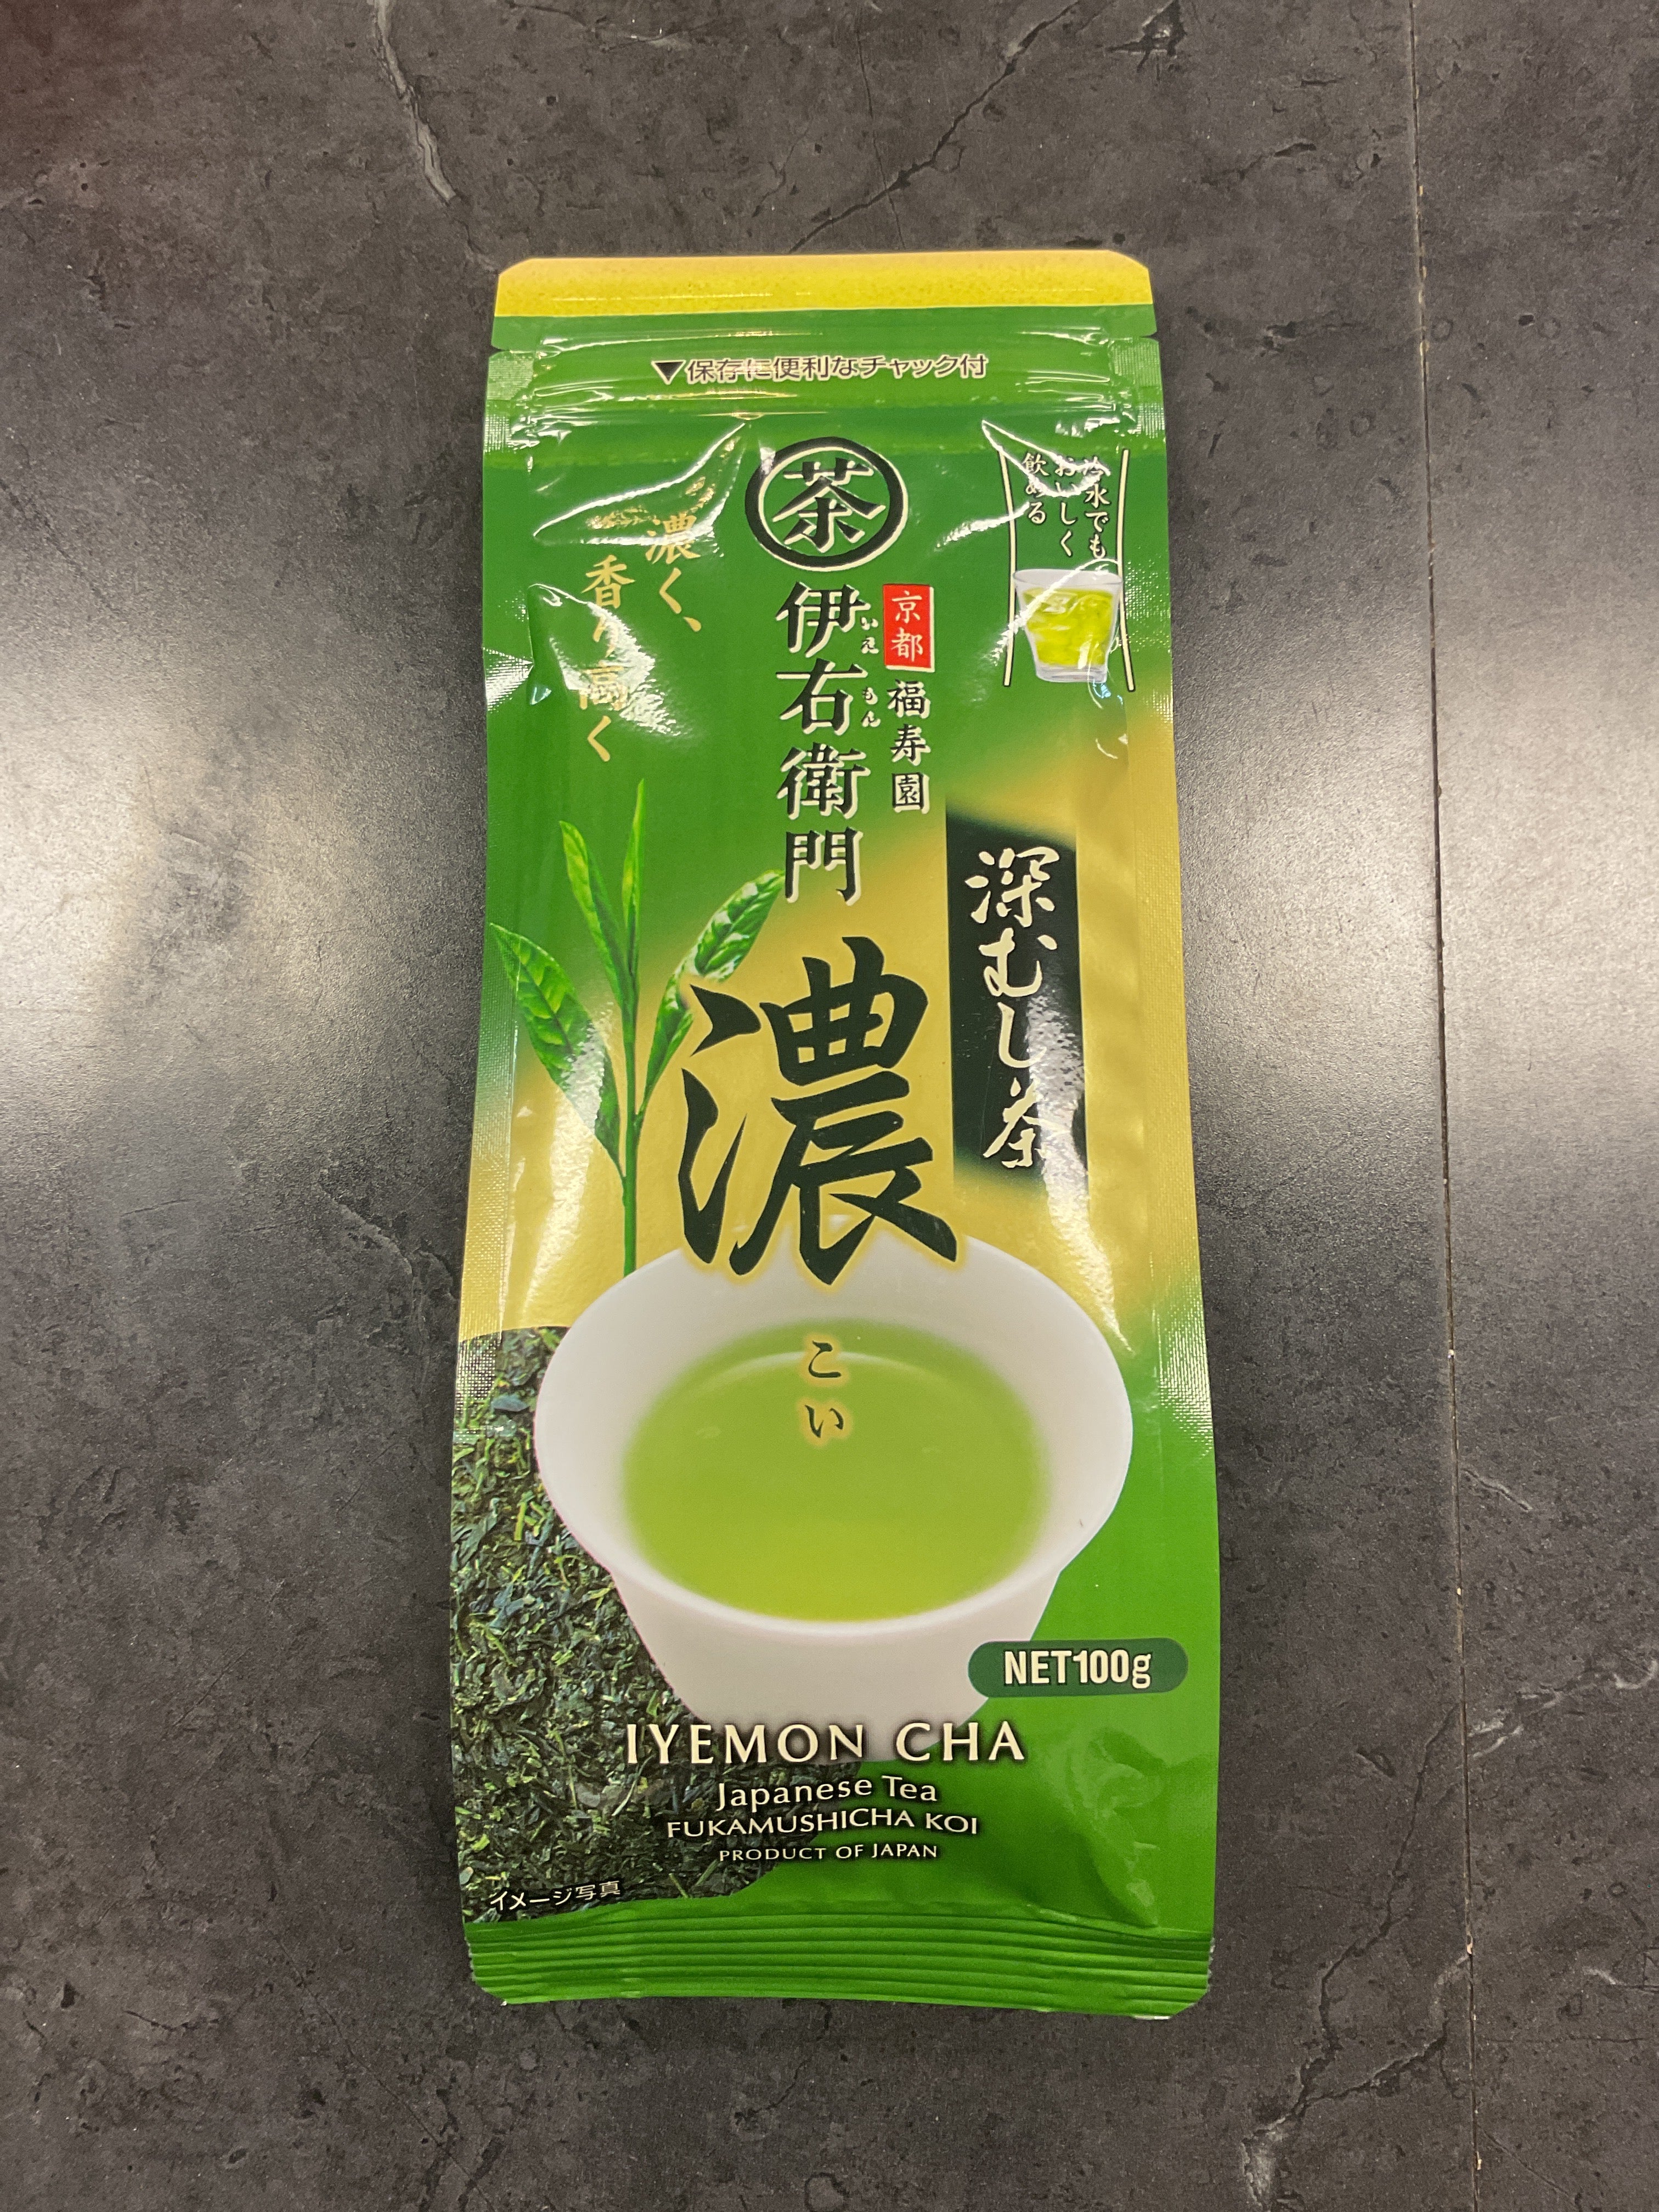 ▼保存に便利なチャック付
茶
冷水でも
おいしく
飲める
濃く、
香り高く
京都
福寿園
伊右衛門
いえもん
深むし茶
濃
こい
NET100g
IYEMON CHA
Japanese Tea
FUKAMUSHICHA KOI
PRODUCT OF JAPAN
イメージ写真